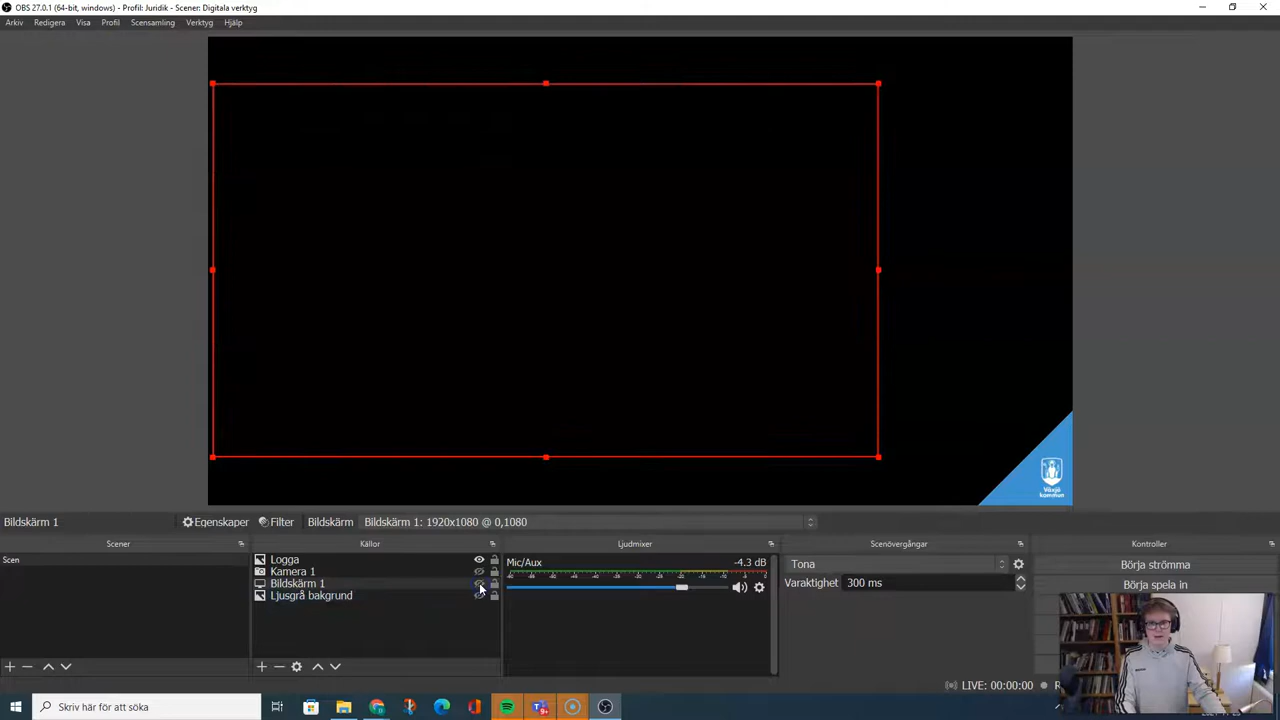 OBS 27.0.1 (64-bit, windows) - Profil: Juridik - Scener: Digitala verktyg
Arkiv Redigera Visa Profil Scensamling Verktyg Hjälp
Växjö
kommun
Bildskärm 1 Egenskaper Filter Bildskärm Bildskärm 1: 1920x1080 @ 0,1080
Scener Källor Ljudmixer Scenövergångar Kontroller
Scen
Logga
Kamera 1
Bildskärm 1
Ljusgrå bakgrund
Mic/Aux -4.3 dB
Tona
Varaktighet 300 ms
Börja strömma
Börja spela in
LIVE: 00:00:00
Skriv här för att söka